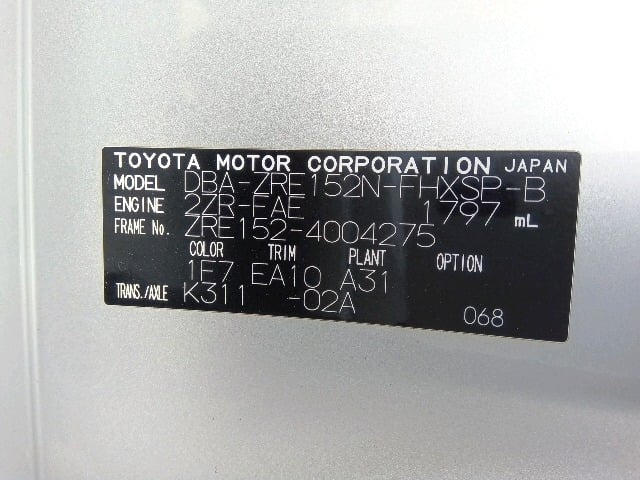 TOYOTA MOTOR CORPORATION JAPAN
MODEL DBA-ZRE152N-FHXSP-B
ENGINE 2ZR-FAE 1797 mL
FRAME No. ZRE152-4004275
COLOR TRIM PLANT OPTION
1E7 EA10 A31
TRANS./AXLE K311 -02A
068